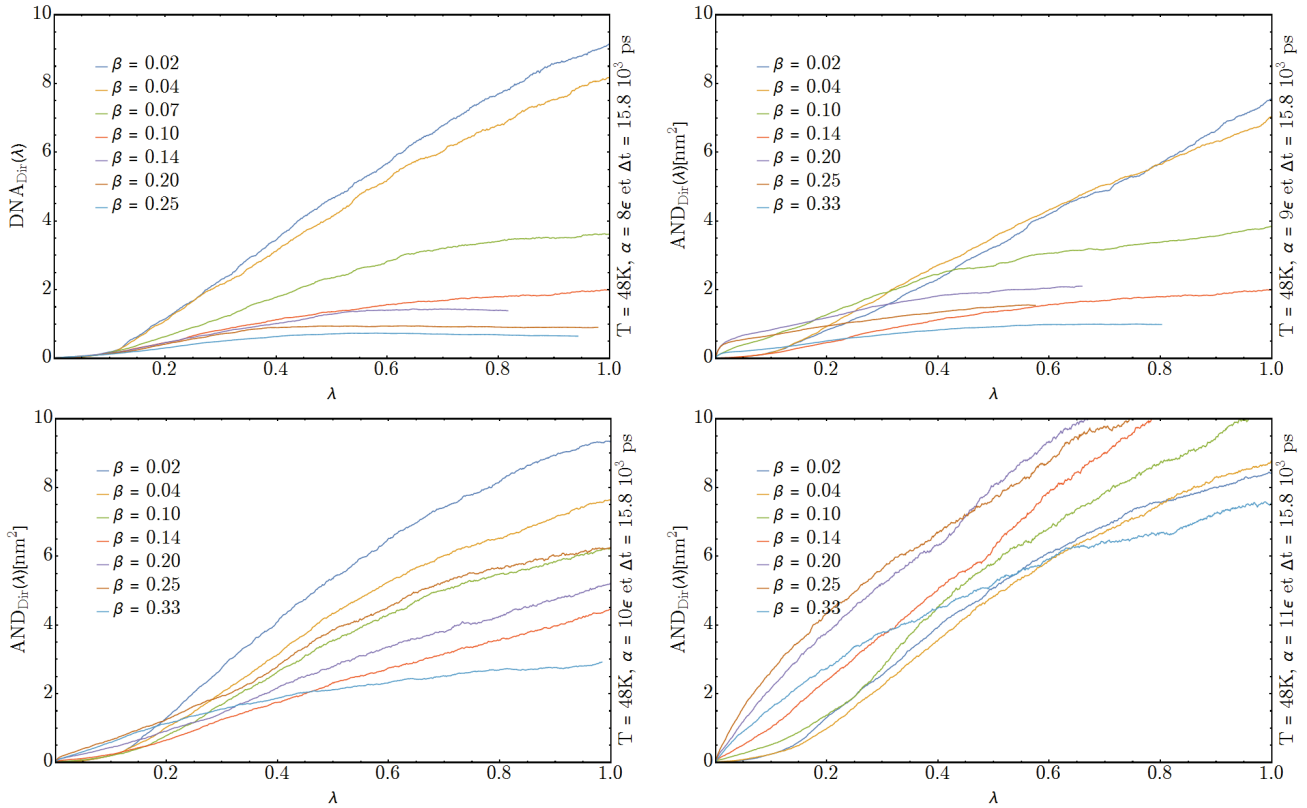 10
8
6
4
2
0
DNA_Dir(λ)
β = 0.02
β = 0.04
β = 0.07
β = 0.10
β = 0.14
β = 0.20
β = 0.25
0.2 0.4 0.6 0.8 1.0
λ
T = 48K, α = 8ϵ et Δt = 15.8 10³ ps
10
8
6
4
2
0
AND_Dir(λ)[nm²]
β = 0.02
β = 0.04
β = 0.10
β = 0.14
β = 0.20
β = 0.25
β = 0.33
0.2 0.4 0.6 0.8 1.0
λ
T = 48K, α = 9ϵ et Δt = 15.8 10³ ps
10
8
6
4
2
0
AND_Dir(λ)[nm²]
β = 0.02
β = 0.04
β = 0.10
β = 0.14
β = 0.20
β = 0.25
β = 0.33
0.2 0.4 0.6 0.8 1.0
λ
T = 48K, α = 10ϵ et Δt = 15.8 10³ ps
10
8
6
4
2
0
AND_Dir(λ)[nm²]
β = 0.02
β = 0.04
β = 0.10
β = 0.14
β = 0.20
β = 0.25
β = 0.33
0.2 0.4 0.6 0.8 1.0
λ
T = 48K, α = 11ϵ et Δt = 15.8 10³ ps